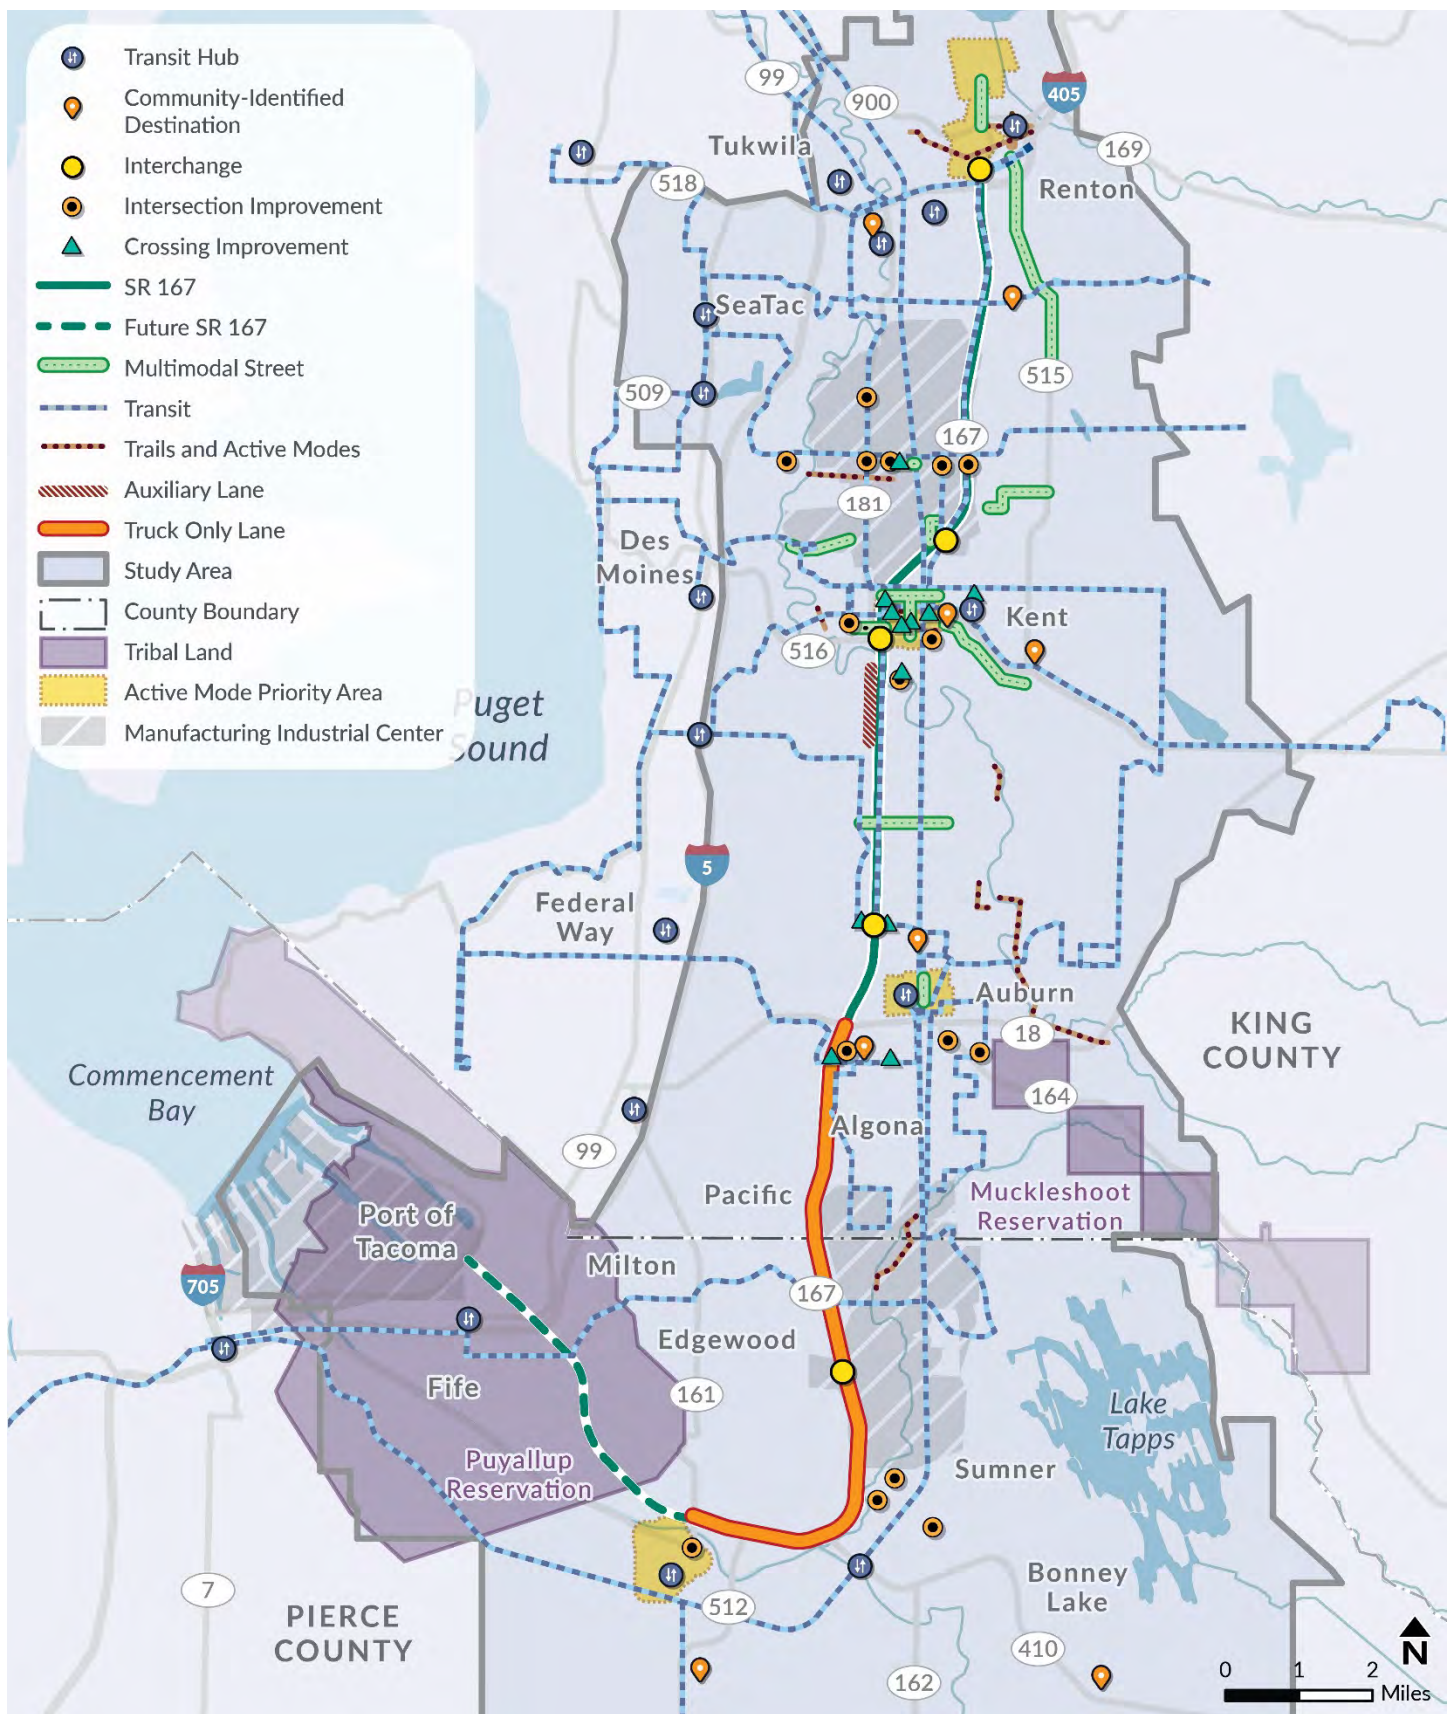 Transit Hub
Community-Identified
Destination
Interchange
Intersection Improvement
Crossing Improvement
SR 167
Future SR 167
Multimodal Street
Transit
Trails and Active Modes
Auxiliary Lane
Truck Only Lane
Study Area
County Boundary
Tribal Land
Active Mode Priority Area
Manufacturing Industrial Center
99
900
405
Tukwila
169
518
Renton
SeaTac
515
509
167
181
Des
Moines
Kent
516
Puget
Sound
5
Federal
Way
Auburn
18
KING
COUNTY
Commencement
Bay
164
Algona
99
Pacific
Muckleshoot
Reservation
Port of
Tacoma
Milton
705
167
Edgewood
Fife
161
Lake
Tapps
Puyallup
Reservation
Sumner
Bonney
Lake
7
512
PIERCE
COUNTY
410
162
N
0 1 2
Miles